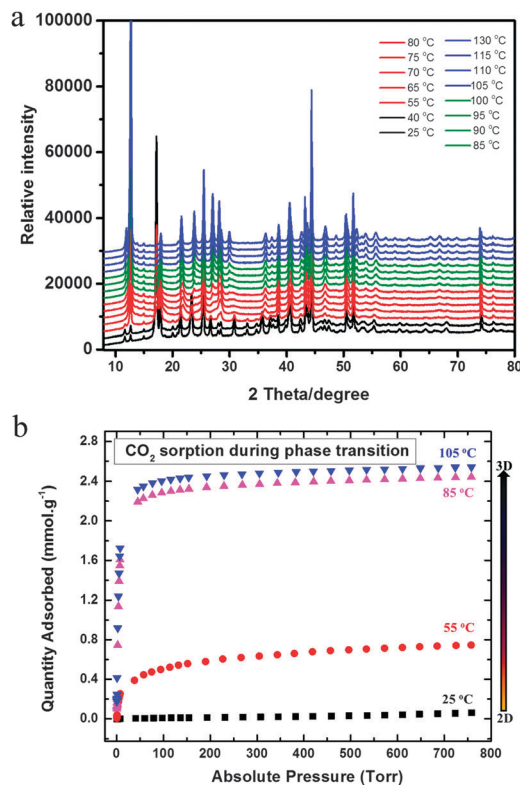 a
100000
80000
60000
40000
20000
0
Relative intensity
80 °C
75 °C
70 °C
65 °C
55 °C
40 °C
25 °C
130 °C
115 °C
110 °C
105 °C
100 °C
95 °C
90 °C
85 °C
10 20 30 40 50 60 70 80
2 Theta/degree
b
2.8
2.4
2.0
1.6
1.2
0.8
0.4
0.0
Quantity Adsorbed (mmol.g⁻¹)
CO₂ sorption during phase transition
105 °C
85 °C
55 °C
25 °C
3D
2D
0 100 200 300 400 500 600 700 800
Absolute Pressure (Torr)